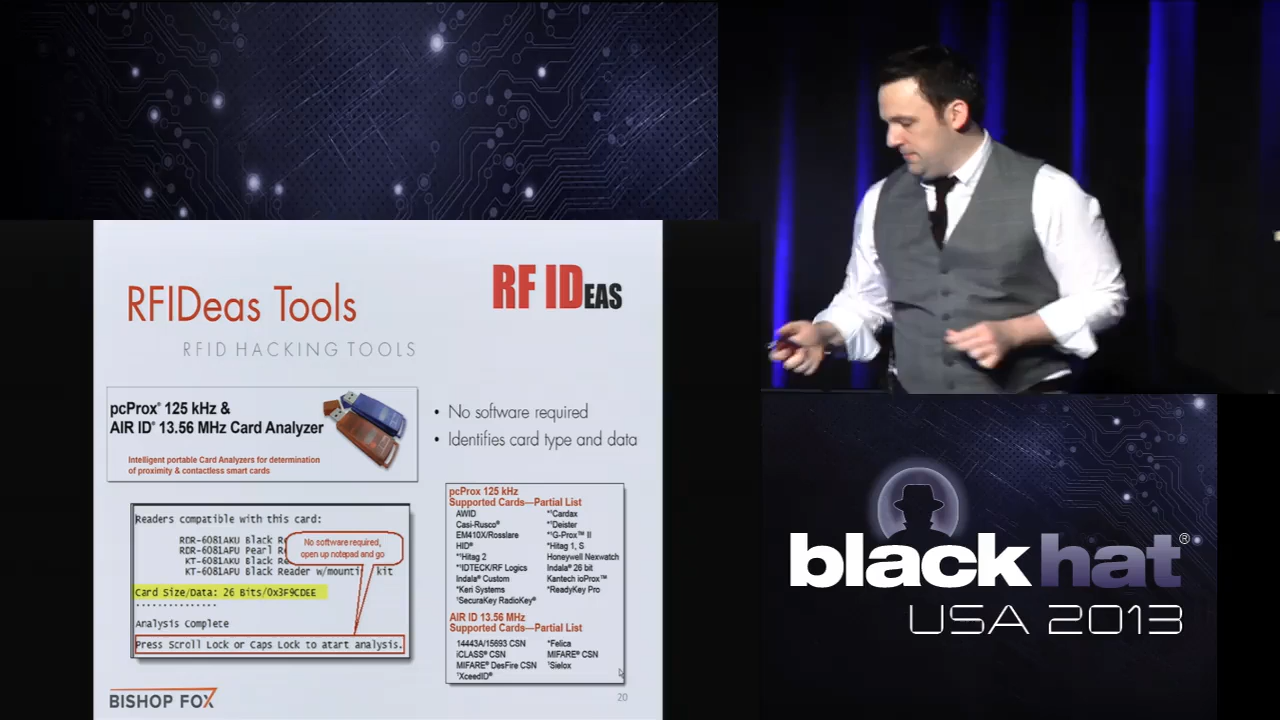 RFIDeas Tools
RFID HACKING TOOLS
RF IDEAS
pcProx® 125 kHz &
AIR ID® 13.56 MHz Card Analyzer
Intelligent portable Card Analyzers for determination
of proximity & contactless smart cards
• No software required
• Identifies card type and data
Readers compatible with this card:
RDR-6081AKU Black R
RDR-6081APU Pearl R
KT-6081AKU Black R
KT-6081APU Black Reader w/mounti kit
No software required,
open up notepad and go
Card Size/Data: 26 Bits/0x3F9CDEE
---------------
Analysis Complete
Press Scroll Lock or Caps Lock to atart analysis.
pcProx 125 kHz
Supported Cards—Partial List
AWID
Casi-Rusco®
EM410X/Rosslare
HID®
*†Hitag 2
*†IDTECK/RF Logics
Indala® Custom
*Keri Systems
†SecuraKey RadioKey®
*†Cardax
*†Deister
*†G-Prox™ II
*Hitag 1, S
Honeywell Nexwatch
Indala® 26 bit
Kantech ioProx™
*ReadyKey Pro
AIR ID 13.56 MHz
Supported Cards—Partial List
14443A/15693 CSN
iCLASS® CSN
MIFARE® DesFire CSN
†XceedID®
*Felica
MIFARE® CSN
†Sielox
BISHOP FOX
20
black hat®
USA 2013